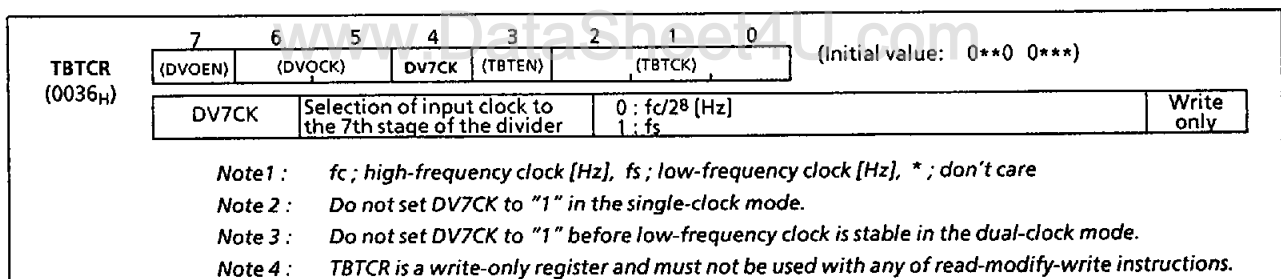 www.DataSheet4U.com
7 6 5 4 3 2 1 0
TBTCR (DVOEN) (DVOCK) DV7CK (TBTEN) (TBTCK) (Initial value: 0**0 0***)
(0036H)
DV7CK Selection of input clock to the 7th stage of the divider 0 : fc/2⁸ [Hz] Write only
1 : fs
Note1 : fc ; high-frequency clock [Hz], fs ; low-frequency clock [Hz], * ; don't care
Note 2 : Do not set DV7CK to "1" in the single-clock mode.
Note 3 : Do not set DV7CK to "1" before low-frequency clock is stable in the dual-clock mode.
Note 4 : TBTCR is a write-only register and must not be used with any of read-modify-write instructions.